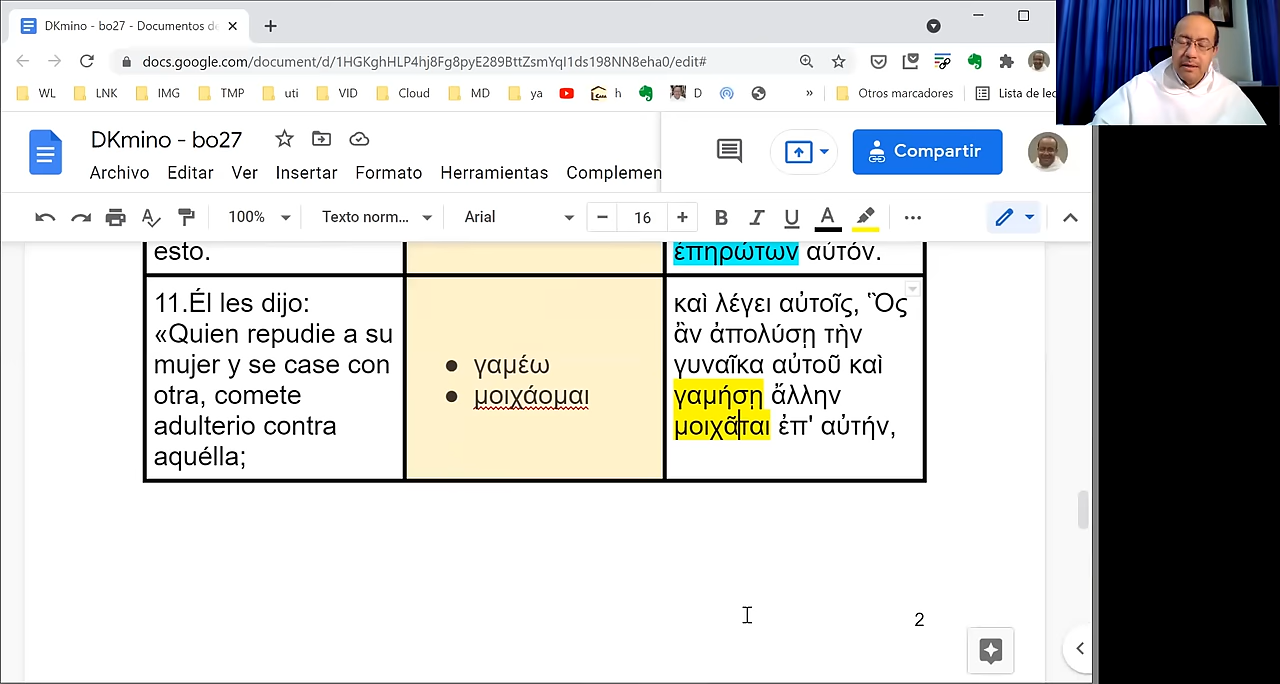 DKmino - bo27 - Documentos de
docs.google.com/document/d/1HGKghHLP4hj8Fg8pyE289BttZsmYqI1ds198NN8eha0/edit#
WL LNK IMG TMP uti VID Cloud MD ya h D » Otros marcadores Lista de lec
DKmino - bo27
Archivo Editar Ver Insertar Formato Herramientas Complemen
Compartir
100% Texto norm... Arial 16 B I U A
esto.
ἐπηρώτων αὐτόν.
11.Él les dijo:
«Quien repudie a su
mujer y se case con
otra, comete
adulterio contra
aquélla;
● γαμέω
● μοιχάομαι
καὶ λέγει αὐτοῖς, Ὃς
ἂν ἀπολύσῃ τὴν
γυναῖκα αὐτοῦ καὶ
γαμήσῃ ἄλλην
μοιχᾶται ἐπ' αὐτήν,
2